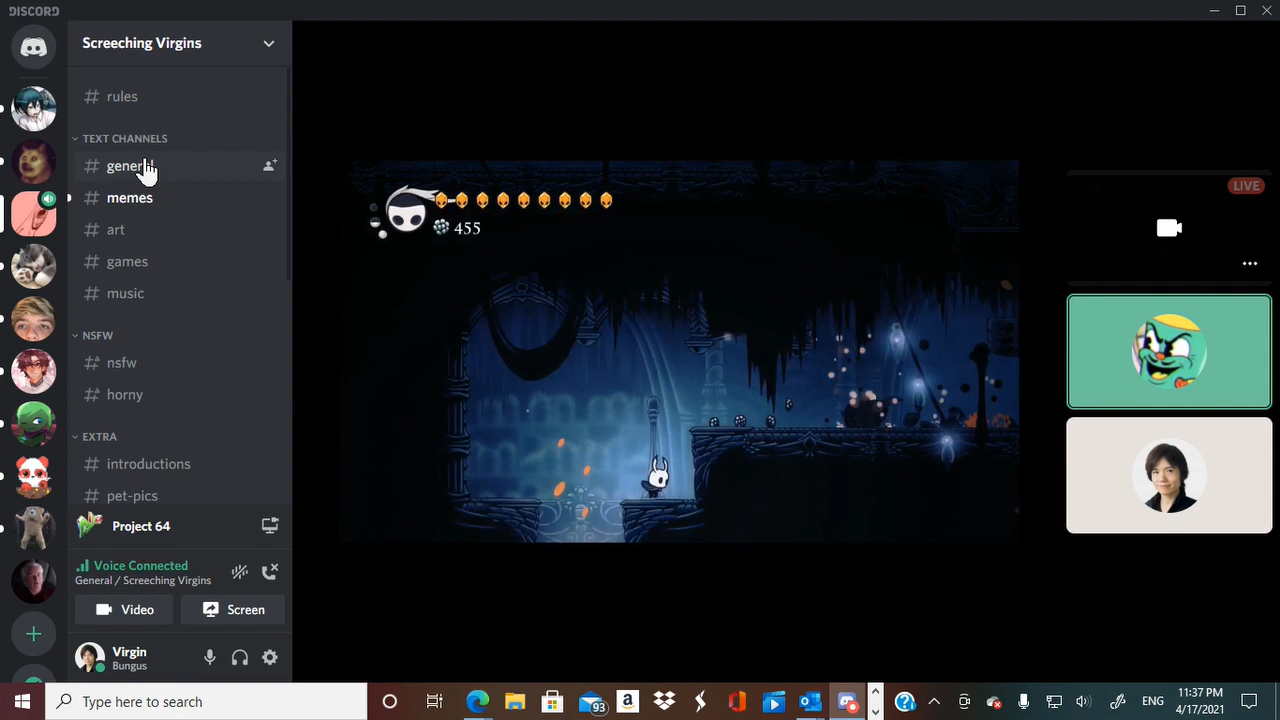 DISCORD
Screeching Virgins
# rules
TEXT CHANNELS
# general
# memes
# art
# games
# music
NSFW
# nsfw
# horny
EXTRA
# introductions
# pet-pics
Project 64
Voice Connected
General / Screeching Virgins
Video
Screen
Virgin
Bungus
455
LIVE
Type here to search
93
a
ENG
11:37 PM
4/17/2021